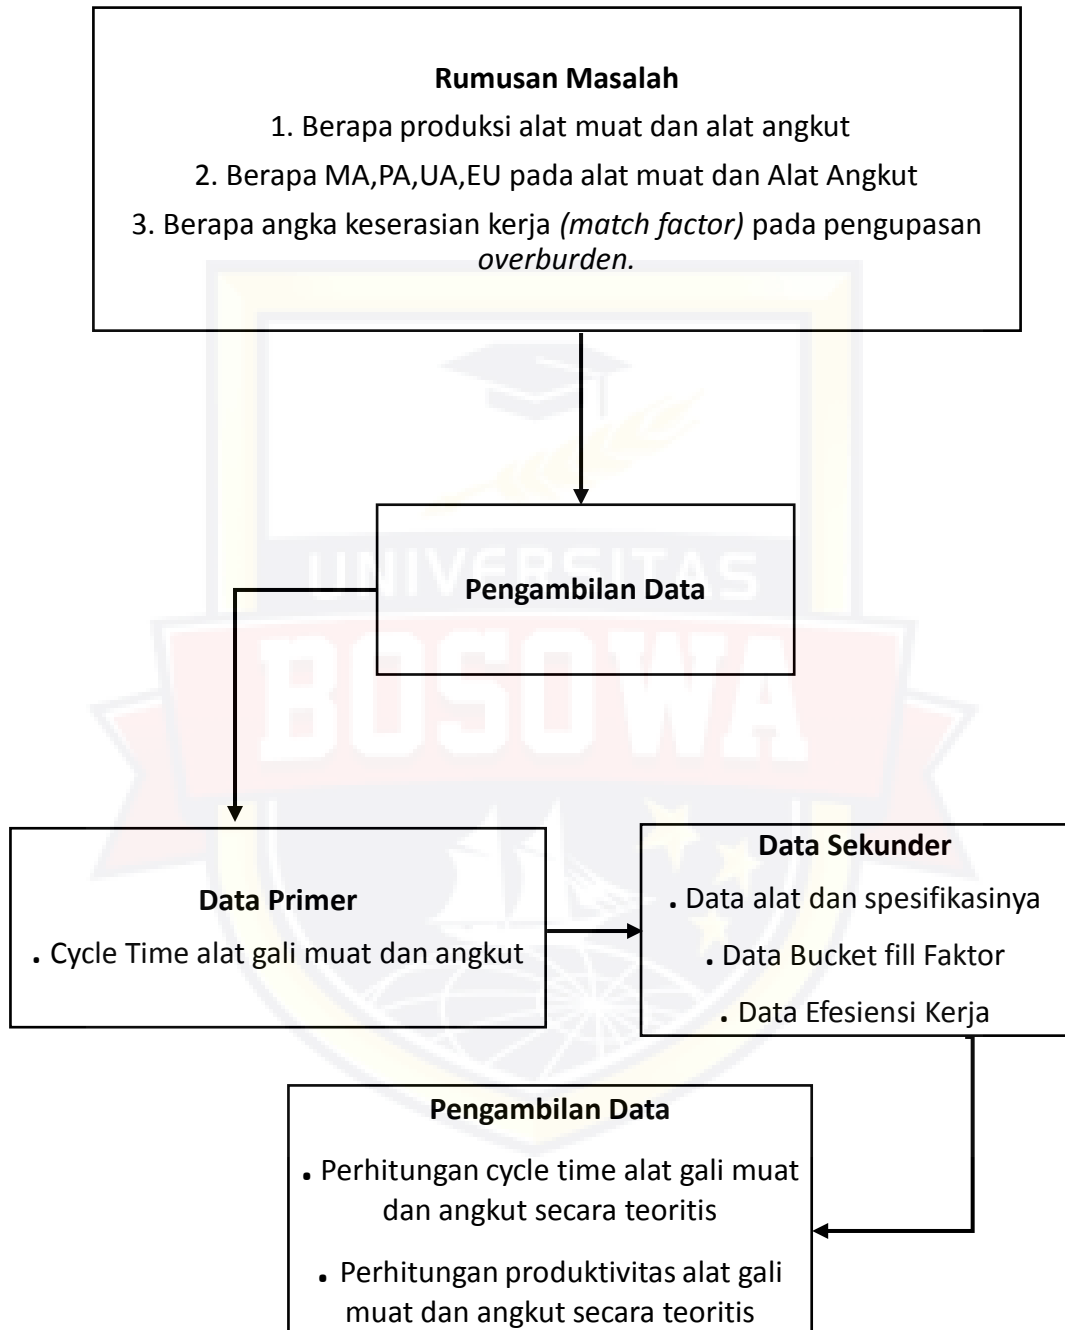 Rumusan Masalah
1. Berapa produksi alat muat dan alat angkut
2. Berapa MA,PA,UA,EU pada alat muat dan Alat Angkut
3. Berapa angka keserasian kerja (match factor) pada pengupasan
overburden.
UNIVERSITAS
Pengambilan Data
BOSOWA
Data Primer
. Cycle Time alat gali muat dan angkut
Data Sekunder
. Data alat dan spesifikasinya
. Data Bucket fill Faktor
. Data Efesiensi Kerja
Pengambilan Data
. Perhitungan cycle time alat gali muat
dan angkut secara teoritis
. Perhitungan produktivitas alat gali
muat dan angkut secara teoritis